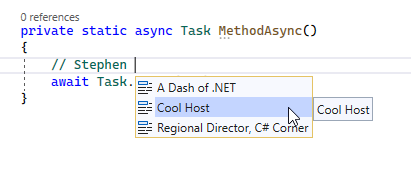 0 references
private static async Task MethodAsync()
{
// Stephen
await Task.
A Dash of .NET
Cool Host
Cool Host
Regional Director, C# Corner
}